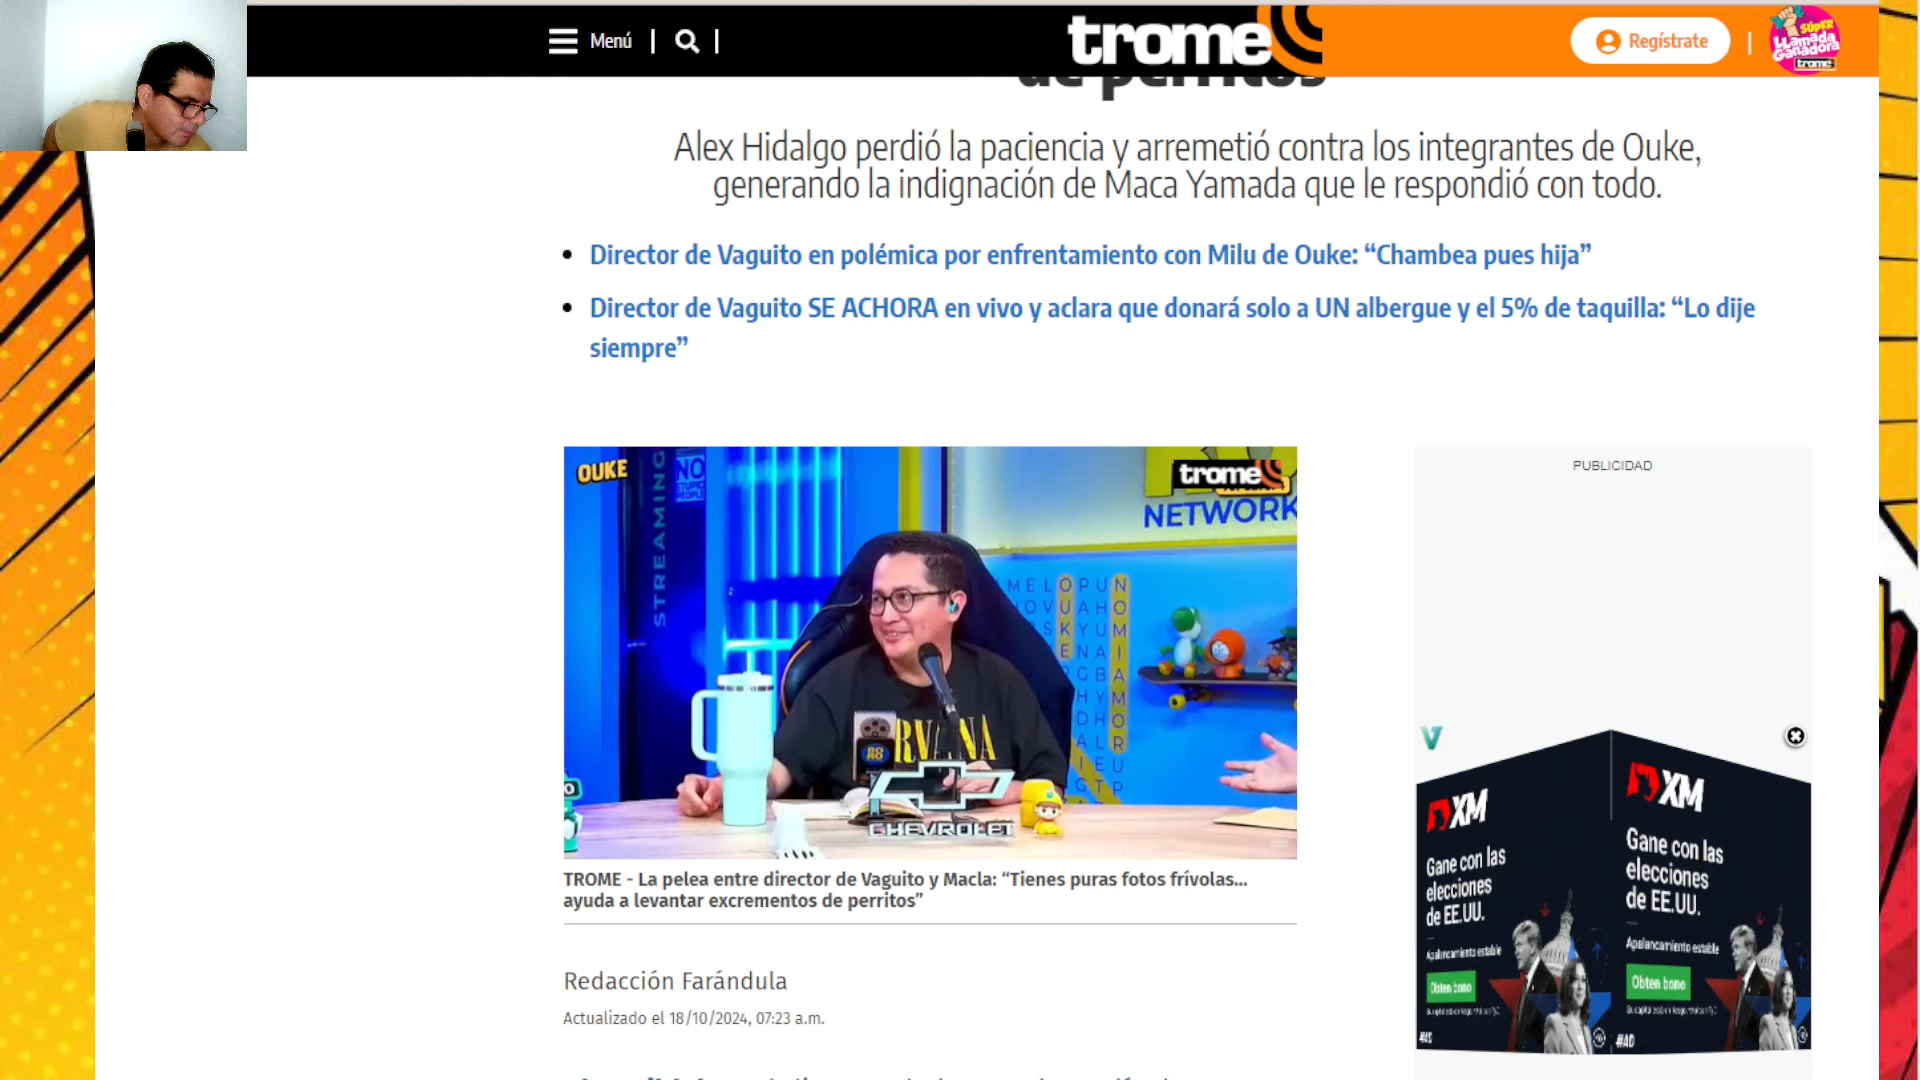 Menú
trome
Regístrate
SÚPER
LLamada
Ganadora
trome
de perritos
Alex Hidalgo perdió la paciencia y arremetió contra los integrantes de Ouke,
generando la indignación de Maca Yamada que le respondió con todo.
Director de Vaguito en polémica por enfrentamiento con Milu de Ouke: “Chambea pues hija”
Director de Vaguito SE ACHORA en vivo y aclara que donará solo a UN albergue y el 5% de taquilla: “Lo dije
siempre”
OUKE
STREAMING
NO
STUPID
PEOPLE
trome
NETWORK
CHEVROLET
TROME - La pelea entre director de Vaguito y Macla: “Tienes puras fotos frívolas...
ayuda a levantar excrementos de perritos”
Redacción Farándula
Actualizado el 18/10/2024, 07:23 a.m.
PUBLICIDAD
XM
Gane con las
elecciones
de EE.UU.
Apalancamiento estable
Obten bono
#AD
XM
Gane con las
elecciones
de EE.UU.
Apalancamiento estable
Obten bono
#AD